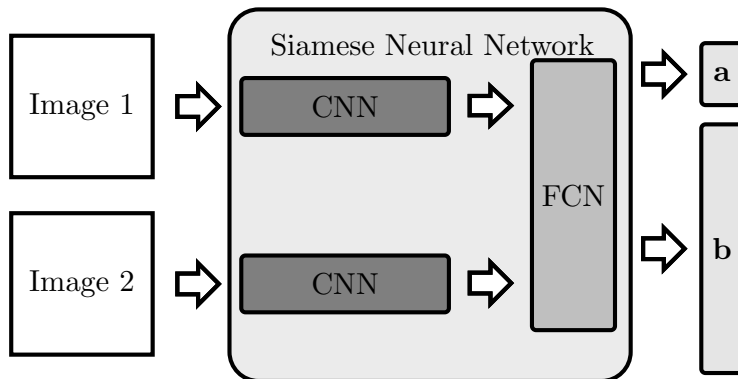 Siamese Neural Network
Image 1
CNN
a
FCN
Image 2
CNN
b